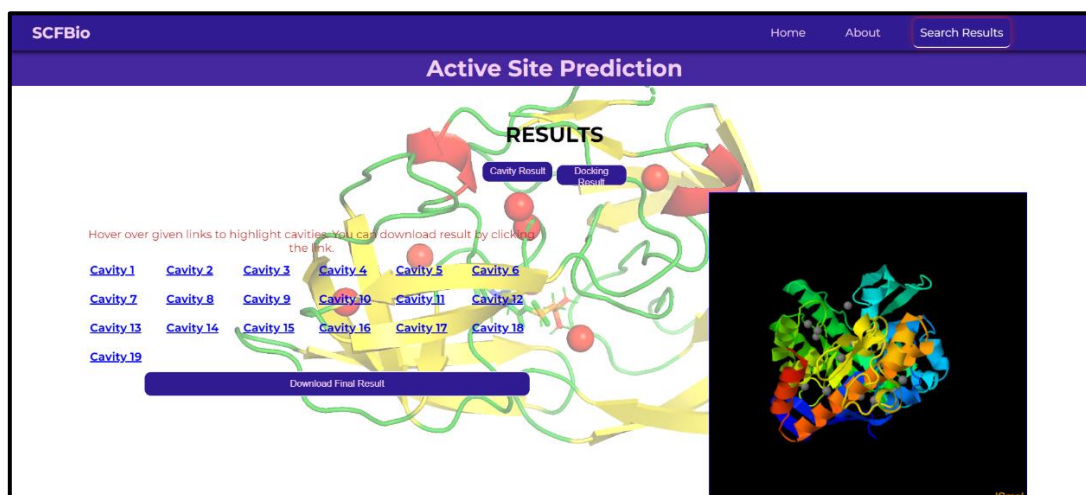 SCFBio Home About Search Results
Active Site Prediction
RESULTS
Cavity Result
Docking
Result
Hover over given links to highlight cavities. You can download result by clicking
the link.
Cavity 1 Cavity 2 Cavity 3 Cavity 4 Cavity 5 Cavity 6
Cavity 7 Cavity 8 Cavity 9 Cavity 10 Cavity 11 Cavity 12
Cavity 13 Cavity 14 Cavity 15 Cavity 16 Cavity 17 Cavity 18
Cavity 19
Download Final Result